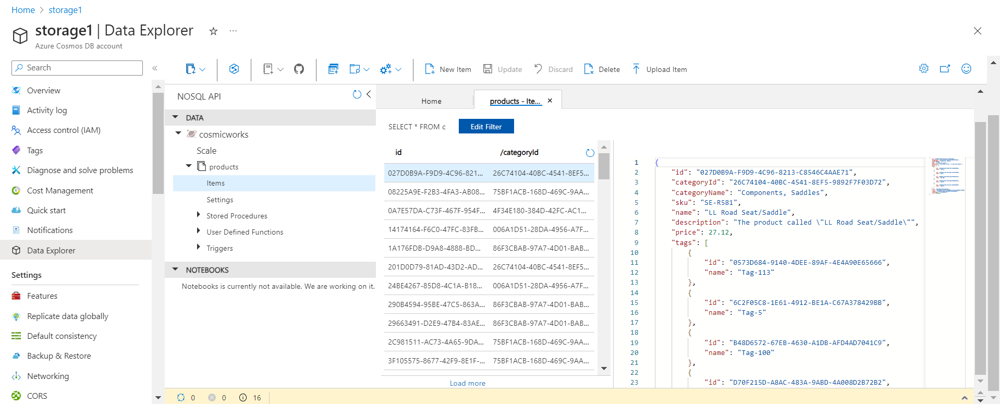 Home > storage1
storage1 | Data Explorer ☆ ···
Azure Cosmos DB account
Search
«
Overview
Activity log
Access control (IAM)
Tags
Diagnose and solve problems
Cost Management
Quick start
Notifications
Data Explorer
Settings
Features
Replicate data globally
Default consistency
Backup & Restore
Networking
CORS
New Item Update Discard Delete Upload Item
NOSQL API
DATA
cosmicworks
Scale
products
Items
Settings
Stored Procedures
User Defined Functions
Triggers
NOTEBOOKS
Notebooks is currently not available. We are working on it.
Home products - Ite...
SELECT * FROM c Edit Filter
id /categoryId
027D0B9A-F9D9-4C96-821... 26C74104-40BC-4541-8EF5...
08225A9E-F2B3-4FA3-AB08... 75BF1ACB-168D-469C-9AA...
0A7E57DA-C73F-467F-954F... 4F34E180-384D-42FC-AC1...
14174164-F6C0-47FC-83FB... 006A1D51-28DA-4956-A7F...
1A176FDB-D9A8-4888-BD... 86F3CBAB-97A7-4D01-BAB...
201D0D79-81AD-43D2-AD... 26C74104-40BC-4541-8EF5...
24BE4267-85D8-4C1A-B18... 006A1D51-28DA-4956-A7F...
290B4594-95BE-47C5-863A... 86F3CBAB-97A7-4D01-BAB...
29663491-D2E9-47B4-83AE... 86F3CBAB-97A7-4D01-BAB...
2C981511-AC73-4A65-9DA... 75BF1ACB-168D-469C-9AA...
3F105575-8677-42F9-8E1F-... 75BF1ACB-168D-469C-9AA...
Load more
1 {
2 "id": "027D0B9A-F9D9-4C96-8213-C8546C4AAE71",
3 "categoryId": "26C74104-40BC-4541-8EF5-9892F7F03D72",
4 "categoryName": "Components, Saddles",
5 "sku": "SE-R581",
6 "name": "LL Road Seat/Saddle",
7 "description": "The product called \"LL Road Seat/Saddle\"",
8 "price": 27.12,
9 "tags": [
10 {
11 "id": "0573D684-9140-4DEE-89AF-4E4A90E65666",
12 "name": "Tag-113"
13 },
14 {
15 "id": "6C2F05C8-1E61-4912-BE1A-C67A378429BB",
16 "name": "Tag-5"
17 },
18 {
19 "id": "B48D6572-67EB-4630-A1DB-AFD4AD7041C9",
20 "name": "Tag-100"
21 },
22 {
23 "id": "D70F215D-A8AC-483A-9ABD-4A008D2B72B2",
0 0 16